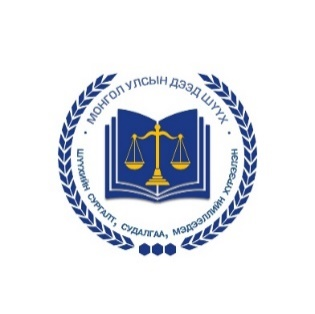 МОНГОЛ УЛСЫН ДЭЭД ШҮҮХ
ШҮҮХИЙН СУРГАЛТ, СУДАЛГАА, МЭДЭЭЛЛИЙН ХҮРЭЭЛЭН